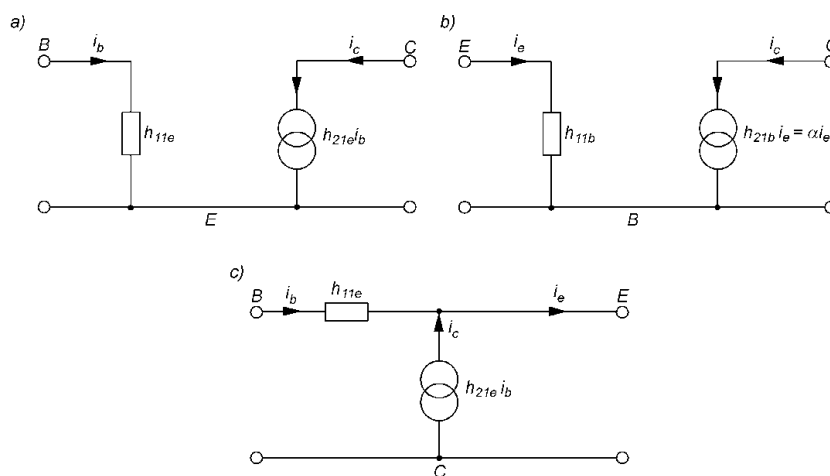 a)
B
i_b
i_c
C
h_11e
h_21e i_b
E
b)
E
i_e
i_c
h_11b
h_21b i_e = αi_e
B
c)
B
i_b
h_11e
i_e
E
i_c
h_21e i_b
C